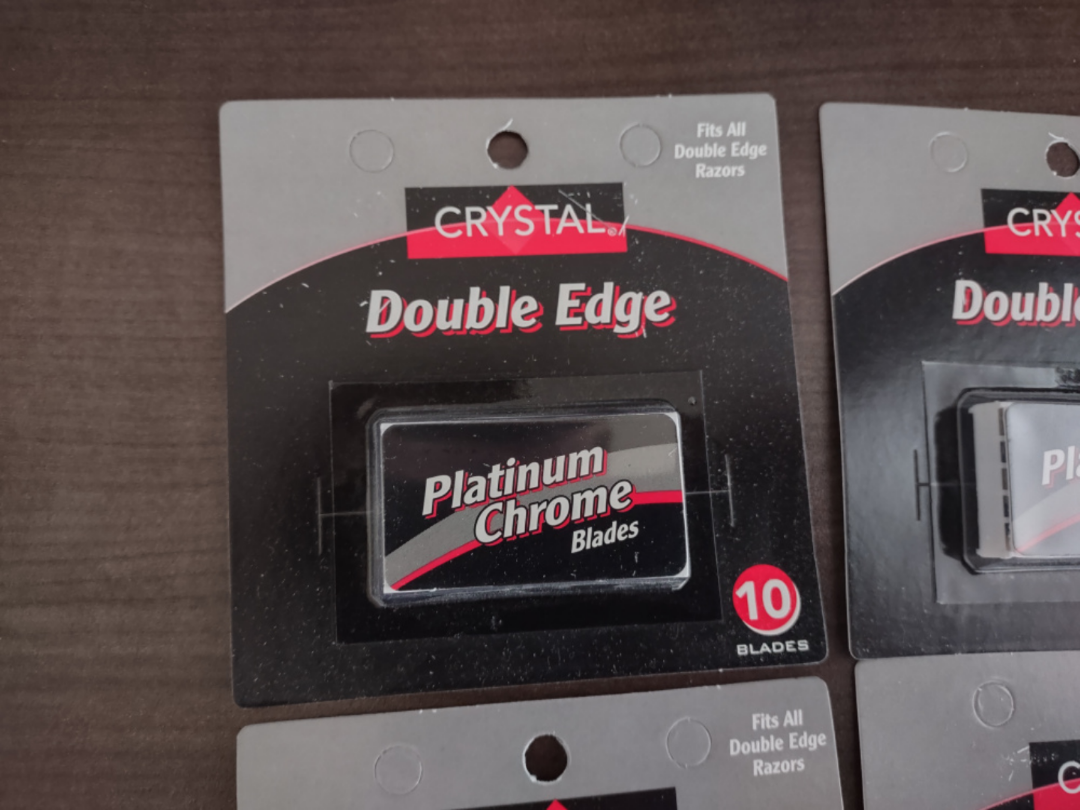 Fits All
Double Edge
Razors
CRYSTAL®
Double Edge
Platinum
Chrome
Blades
10
BLADES
CRYS
Double
Pla
Fits All
Double Edge
Razors
C